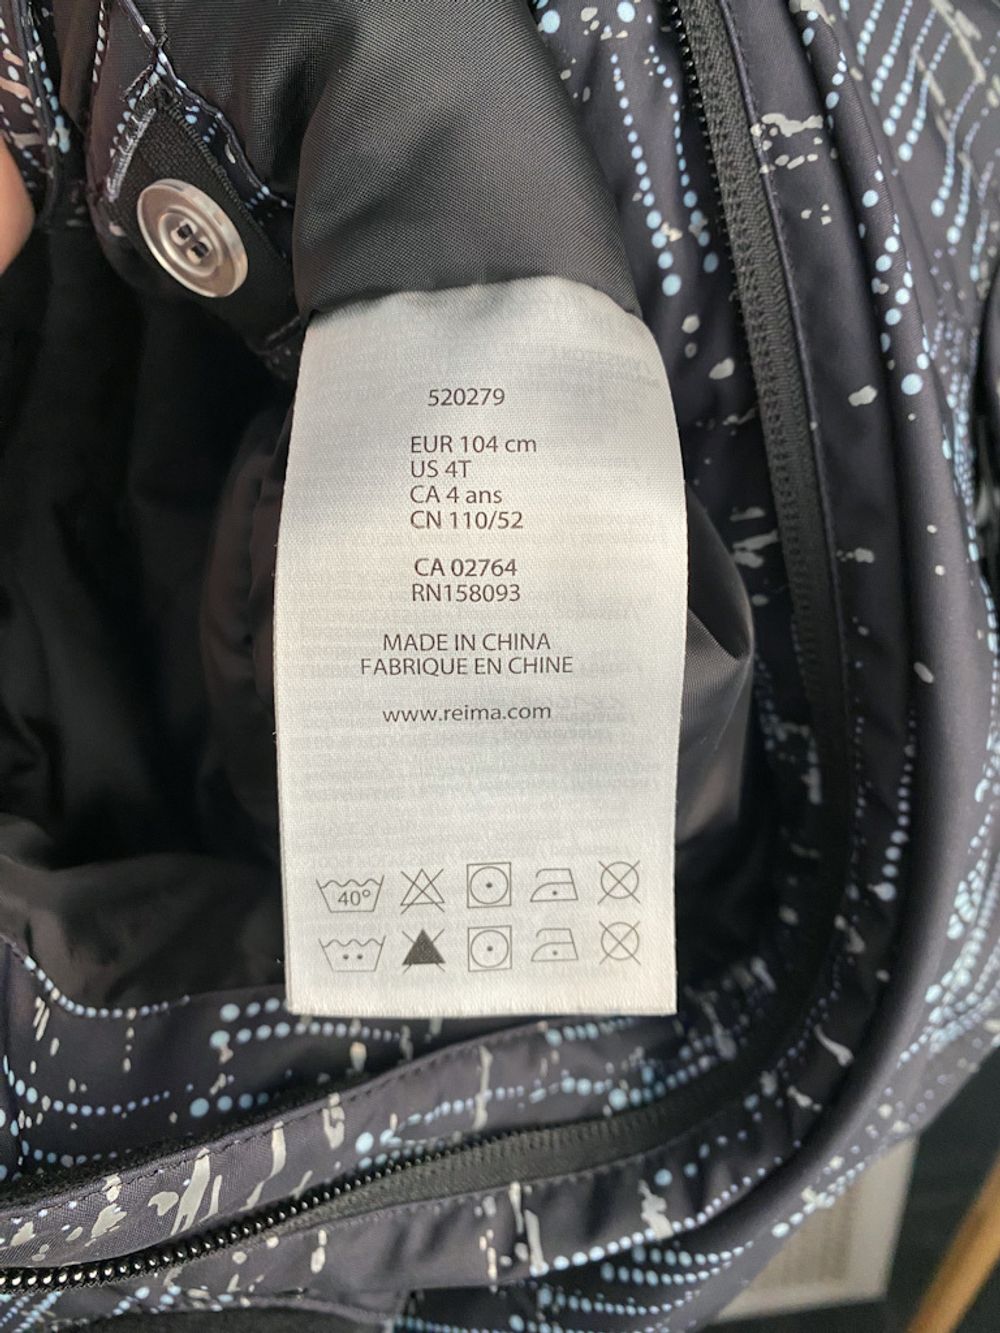 520279
EUR 104 cm
US 4T
CA 4 ans
CN 110/52
CA 02764
RN158093
MADE IN CHINA
FABRIQUE EN CHINE
www.reima.com
40°